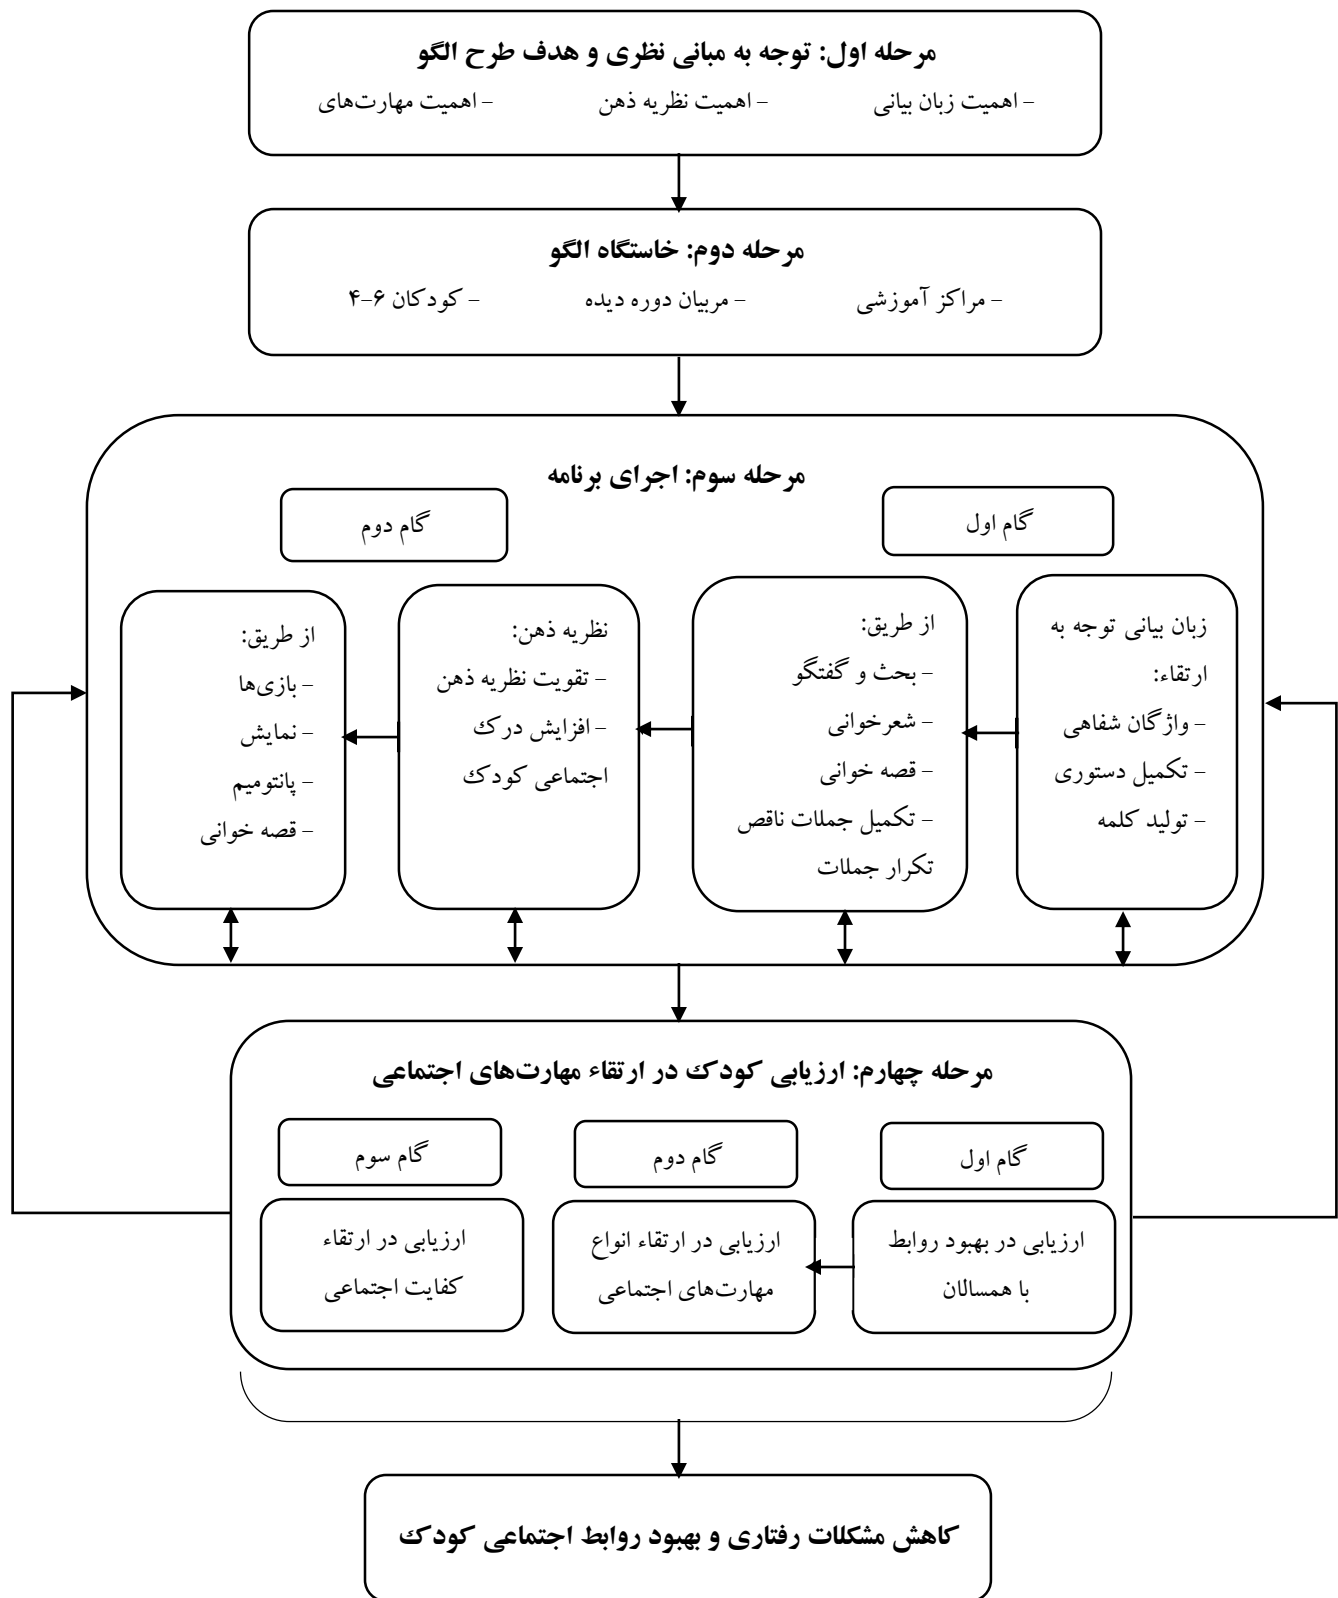 مرحله اول: توجه به مبانی نظری و هدف طرح الگو
- اهمیت زبان بیانی - اهمیت نظریه ذهن - اهمیت مهارت‌های
مرحله دوم: خاستگاه الگو
- مراکز آموزشی - مربیان دوره دیده - کودکان ۶-۴
مرحله سوم: اجرای برنامه
گام اول
زبان بیانی توجه به
ارتقاء:
- واژگان شفاهی
- تکمیل دستوری
- تولید کلمه
از طریق:
- بحث و گفتگو
- شعرخوانی
- قصه خوانی
- تکمیل جملات ناقص
تکرار جملات
گام دوم
نظریه ذهن:
- تقویت نظریه ذهن
- افزایش درک
اجتماعی کودک
از طریق:
- بازی‌ها
- نمایش
- پانتومیم
- قصه خوانی
مرحله چهارم: ارزیابی کودک در ارتقاء مهارت‌های اجتماعی
گام اول
ارزیابی در بهبود روابط
با همسالان
گام دوم
ارزیابی در ارتقاء انواع
مهارت‌های اجتماعی
گام سوم
ارزیابی در ارتقاء
کفایت اجتماعی
کاهش مشکلات رفتاری و بهبود روابط اجتماعی کودک